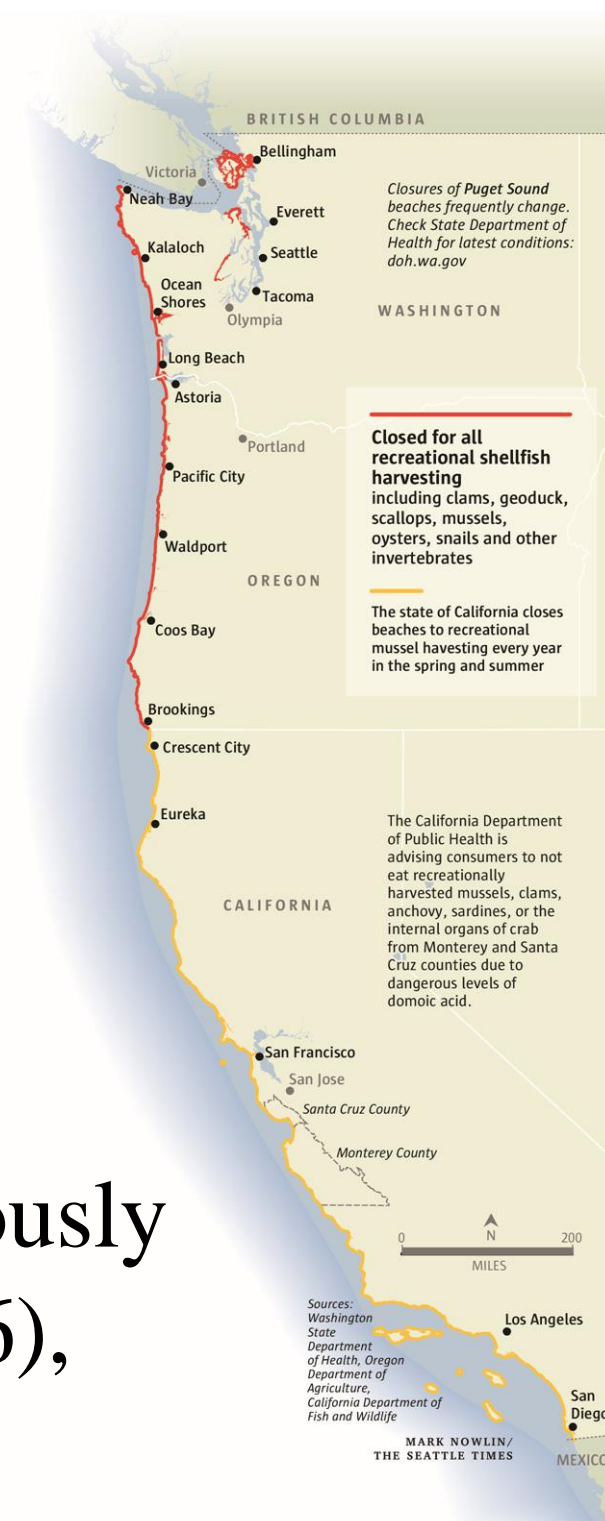 BRITISH COLUMBIA
Bellingham
Victoria
Neah Bay
Closures of Puget Sound
beaches frequently change.
Check State Department of
Health for latest conditions:
doh.wa.gov
Everett
Kalaloch
Seattle
Ocean
Shores
Tacoma
Olympia
WASHINGTON
Long Beach
Astoria
Portland
Closed for all
recreational shellfish
harvesting
including clams, geoduck,
scallops, mussels,
oysters, snails and other
invertebrates
Pacific City
Waldport
OREGON
The state of California closes
beaches to recreational
mussel havesting every year
in the spring and summer
Coos Bay
Brookings
Crescent City
Eureka
The California Department
of Public Health is
advising consumers to not
eat recreationally
harvested mussels, clams,
anchovy, sardines, or the
internal organs of crab
from Monterey and Santa
Cruz counties due to
dangerous levels of
domoic acid.
CALIFORNIA
San Francisco
San Jose
Santa Cruz County
Monterey County
ously
6),
N
0 200
MILES
Sources:
Washington
State
Department
of Health, Oregon
Department of
Agriculture,
California Department of
Fish and Wildlife
Los Angeles
San
Diego
MARK NOWLIN/
THE SEATTLE TIMES
MEXICO